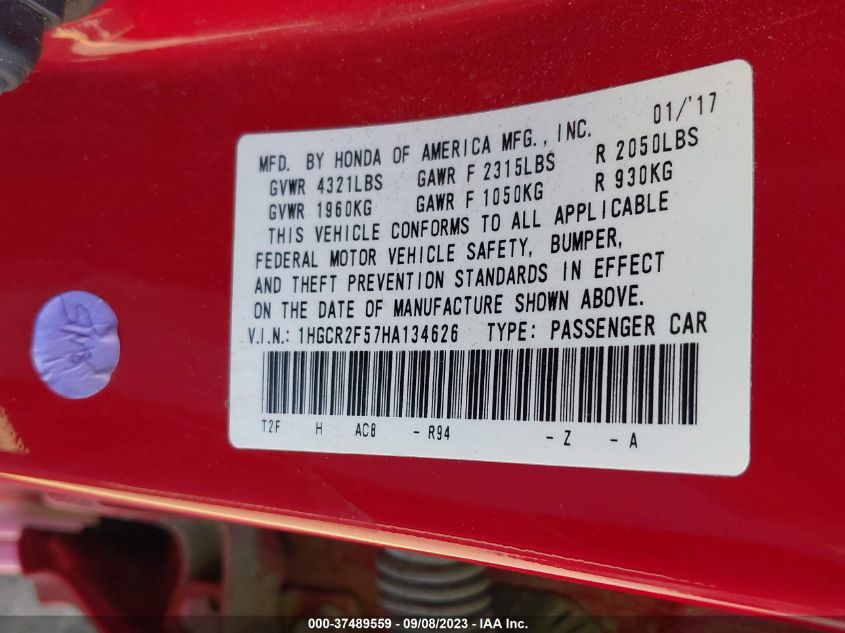 01/'17
MFD. BY HONDA OF AMERICA MFG., INC.
GVWR 4321LBS GAWR F 2315LBS R 2050LBS
GVWR 1960KG GAWR F 1050KG R 930KG
THIS VEHICLE CONFORMS TO ALL APPLICABLE
FEDERAL MOTOR VEHICLE SAFETY, BUMPER,
AND THEFT PREVENTION STANDARDS IN EFFECT
ON THE DATE OF MANUFACTURE SHOWN ABOVE.
V.I.N.: 1HGCR2F57HA134626 TYPE: PASSENGER CAR
T2F H AC8 - R94 - Z - A
000-37489559 - 09/08/2023 - IAA Inc.